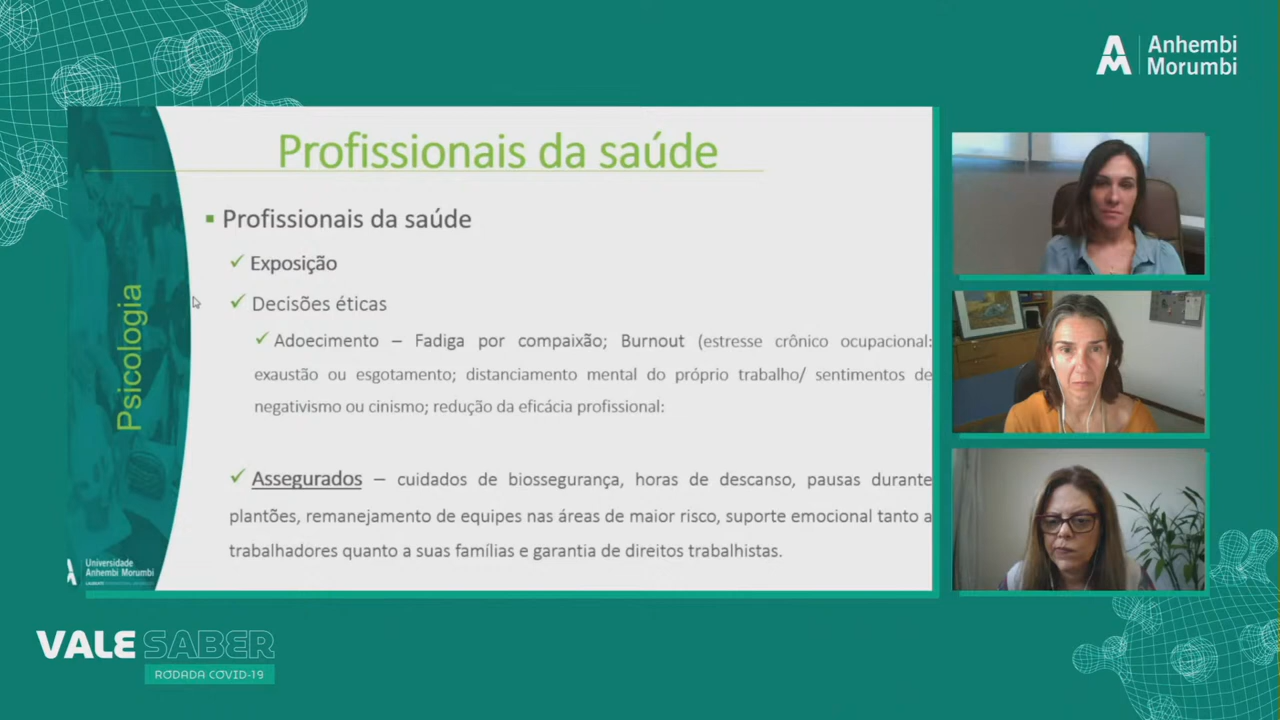 Anhembi
Morumbi
Profissionais da saúde
Profissionais da saúde
Exposição
Decisões éticas
Adoecimento – Fadiga por compaixão; Burnout (estresse crônico ocupacional:
exaustão ou esgotamento; distanciamento mental do próprio trabalho/ sentimentos de
negativismo ou cinismo; redução da eficácia profissional:
Assegurados – cuidados de biossegurança, horas de descanso, pausas durante
plantões, remanejamento de equipes nas áreas de maior risco, suporte emocional tanto a
trabalhadores quanto a suas famílias e garantia de direitos trabalhistas.
Psicologia
Universidade
Anhembi Morumbi
VALE SABER
RODADA COVID-19